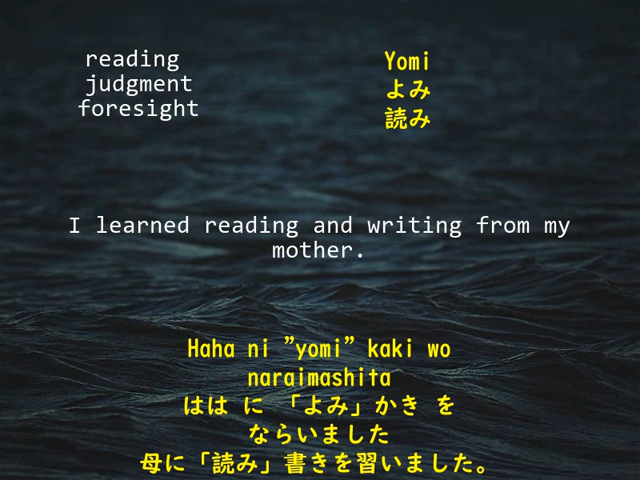 reading
judgment
foresight
Yomi
よみ
読み
I learned reading and writing from my
mother.
Haha ni ”yomi” kaki wo
naraimashita
はは に 「よみ」かき を
ならいました
母に「読み」書きを習いました。